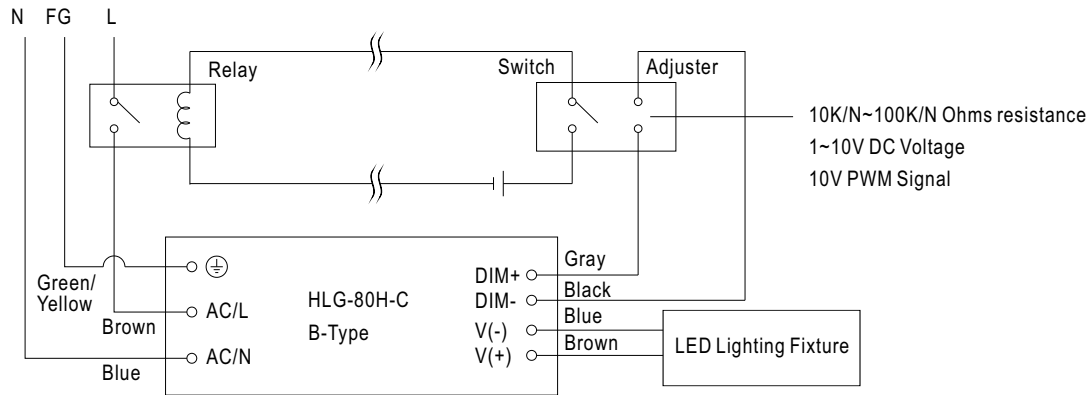 N FG L
Relay
Switch
Adjuster
10K/N~100K/N Ohms resistance
1~10V DC Voltage
10V PWM Signal
Green/
Yellow
Brown
Blue
AC/L
AC/N
HLG-80H-C
B-Type
DIM+
DIM-
V(-)
V(+)
Gray
Black
Blue
Brown
LED Lighting Fixture